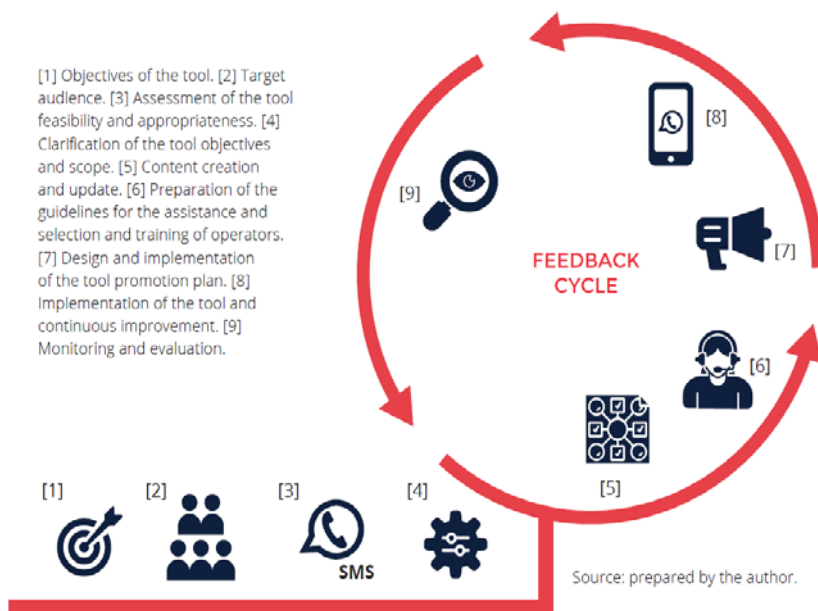 [1] Objectives of the tool. [2] Target
audience. [3] Assessment of the tool
feasibility and appropriateness. [4]
Clarification of the tool objectives
and scope. [5] Content creation
and update. [6] Preparation of the
guidelines for the assistance and
selection and training of operators.
[7] Design and implementation
of the tool promotion plan. [8]
Implementation of the tool and
continuous improvement. [9]
Monitoring and evaluation.
[8]
[9]
[7]
FEEDBACK
CYCLE
[6]
[5]
[1]
[2]
[3]
[4]
SMS
Source: prepared by the author.